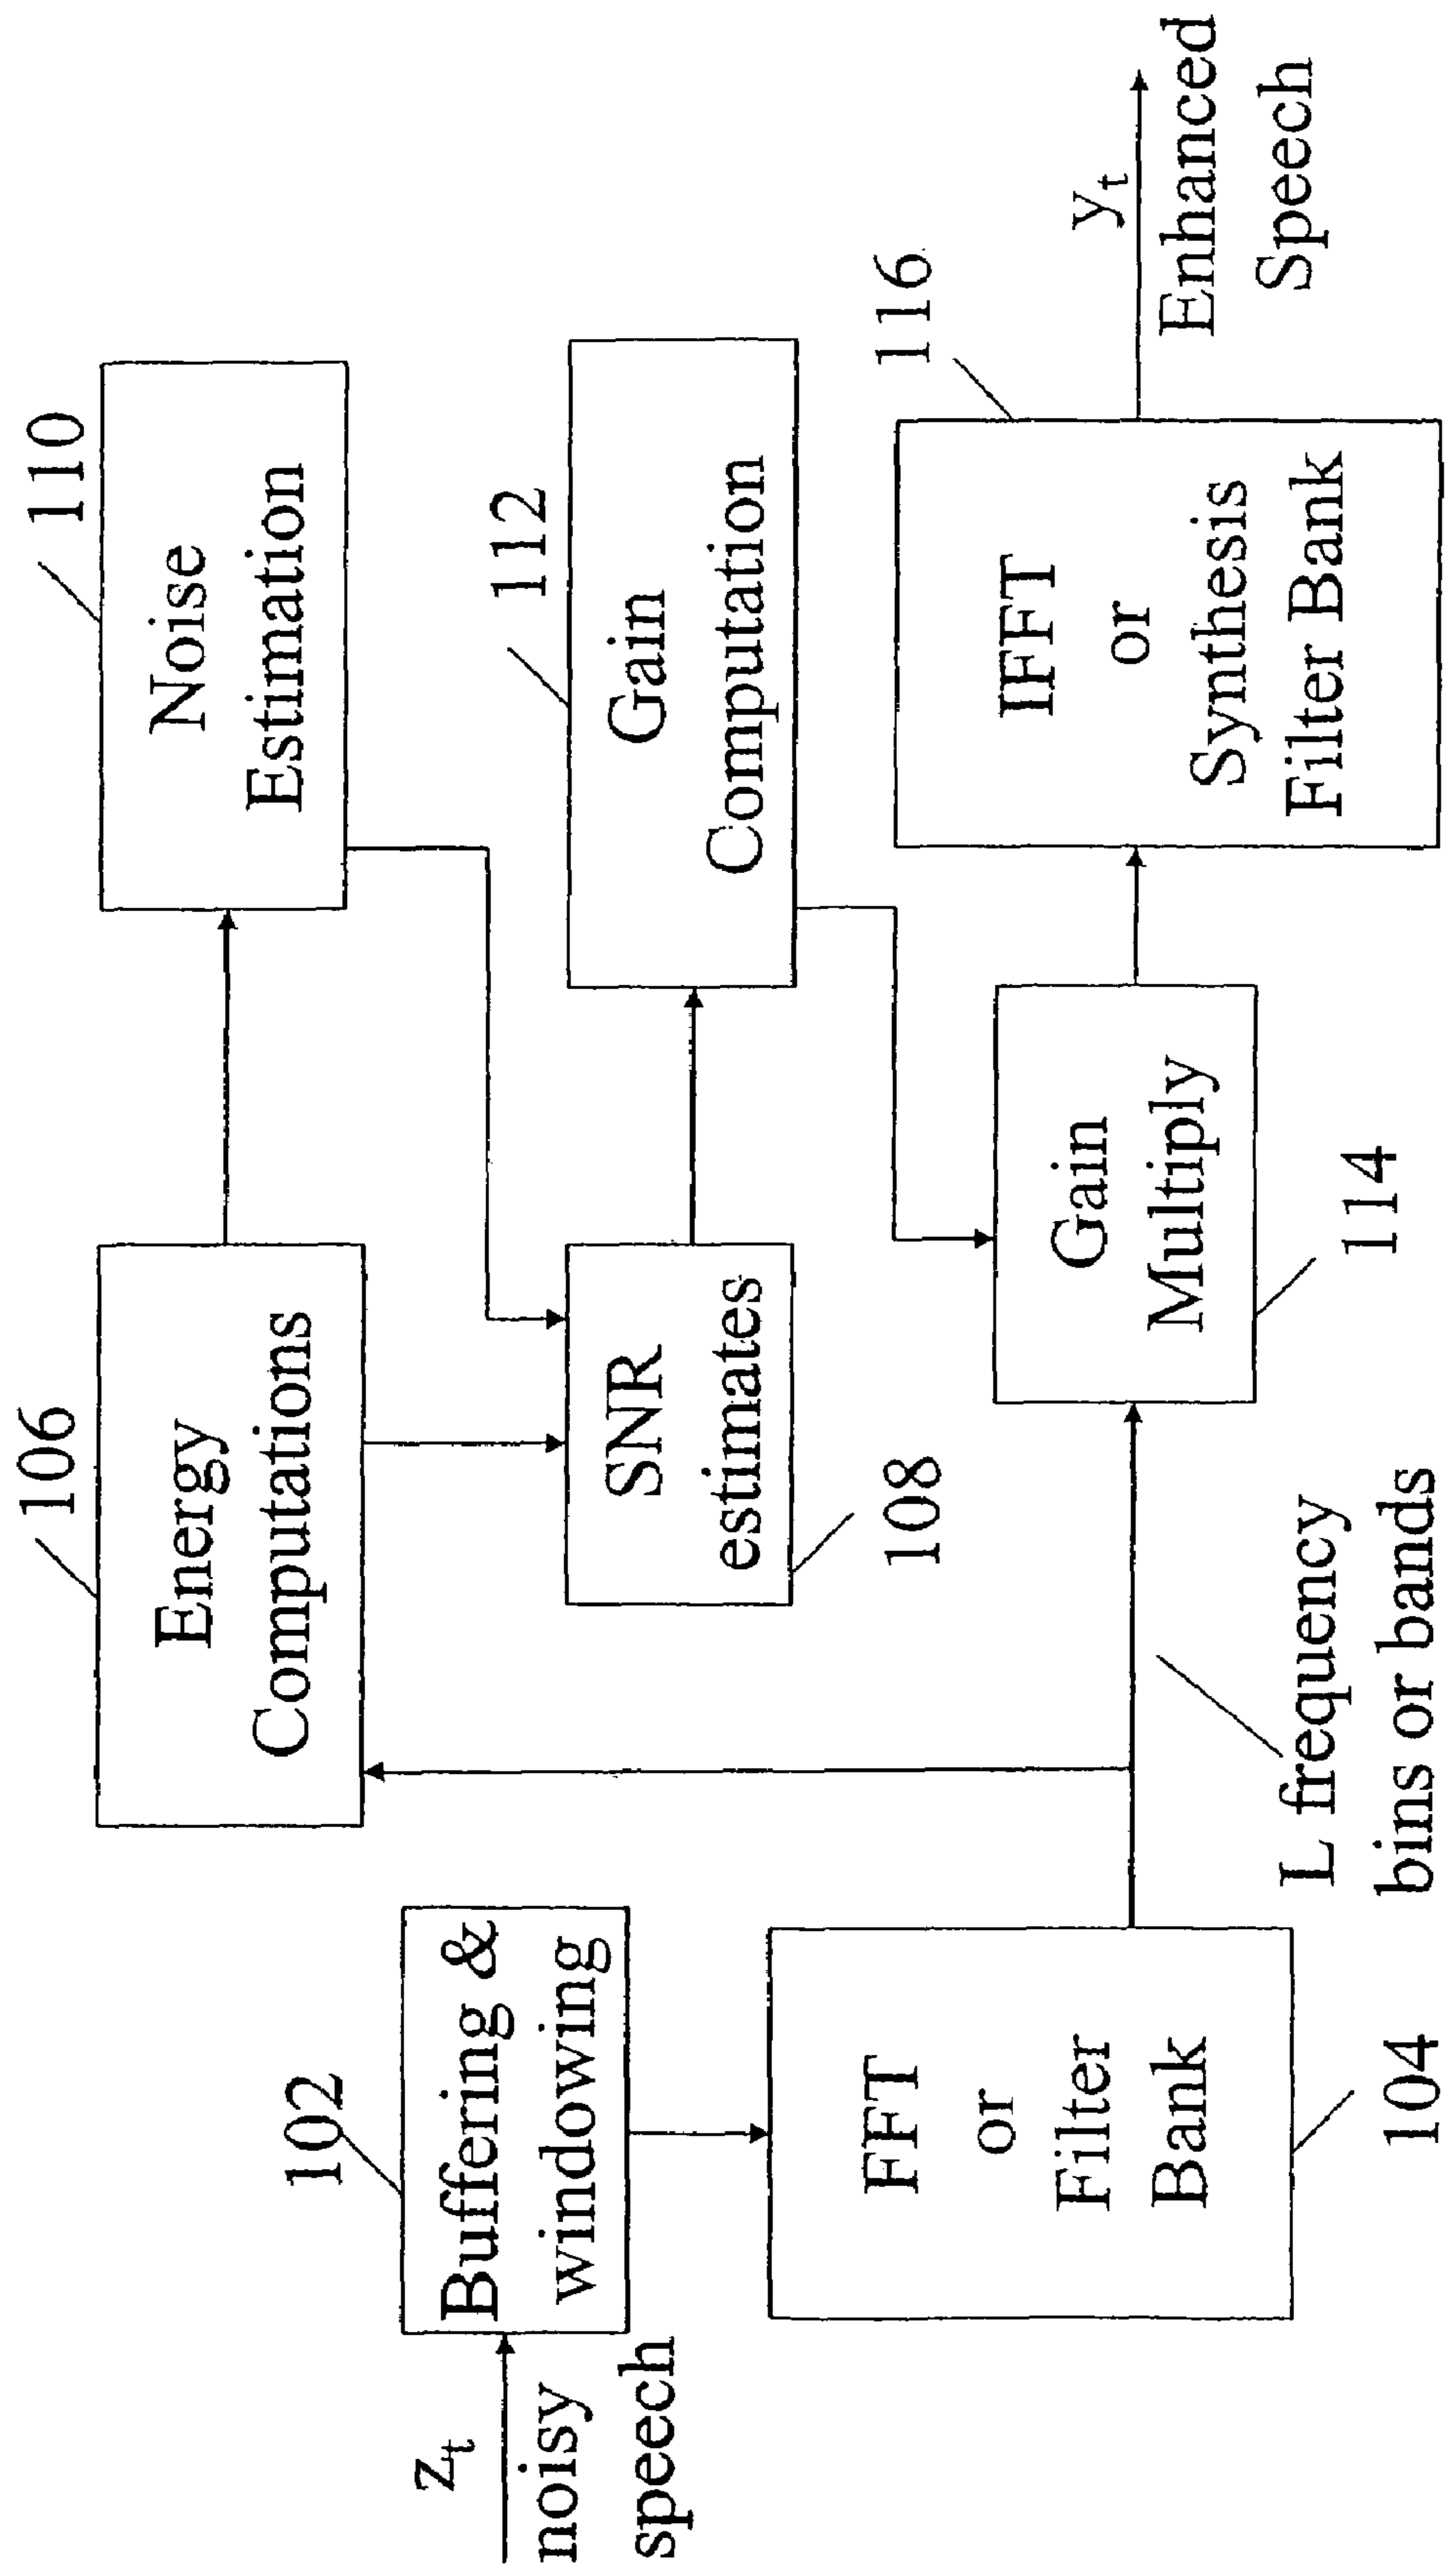 106
Energy
Computations
110
Noise
Estimation
102
Buffering &
windowing
z_t
noisy
speech
SNR
estimates
108
112
Gain
Computation
FFT
or
Filter
Bank
104
L frequency
bins or bands
Gain
Multiply
114
116
IFFT
or
Synthesis
Filter Bank
y_t
Enhanced
Speech